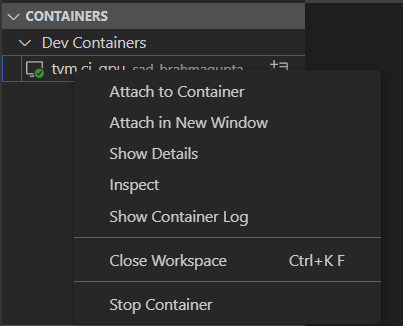 CONTAINERS
Dev Containers
tvm.ci_gpu sad_brahmagupta
Attach to Container
Attach in New Window
Show Details
Inspect
Show Container Log
Close Workspace Ctrl+K F
Stop Container